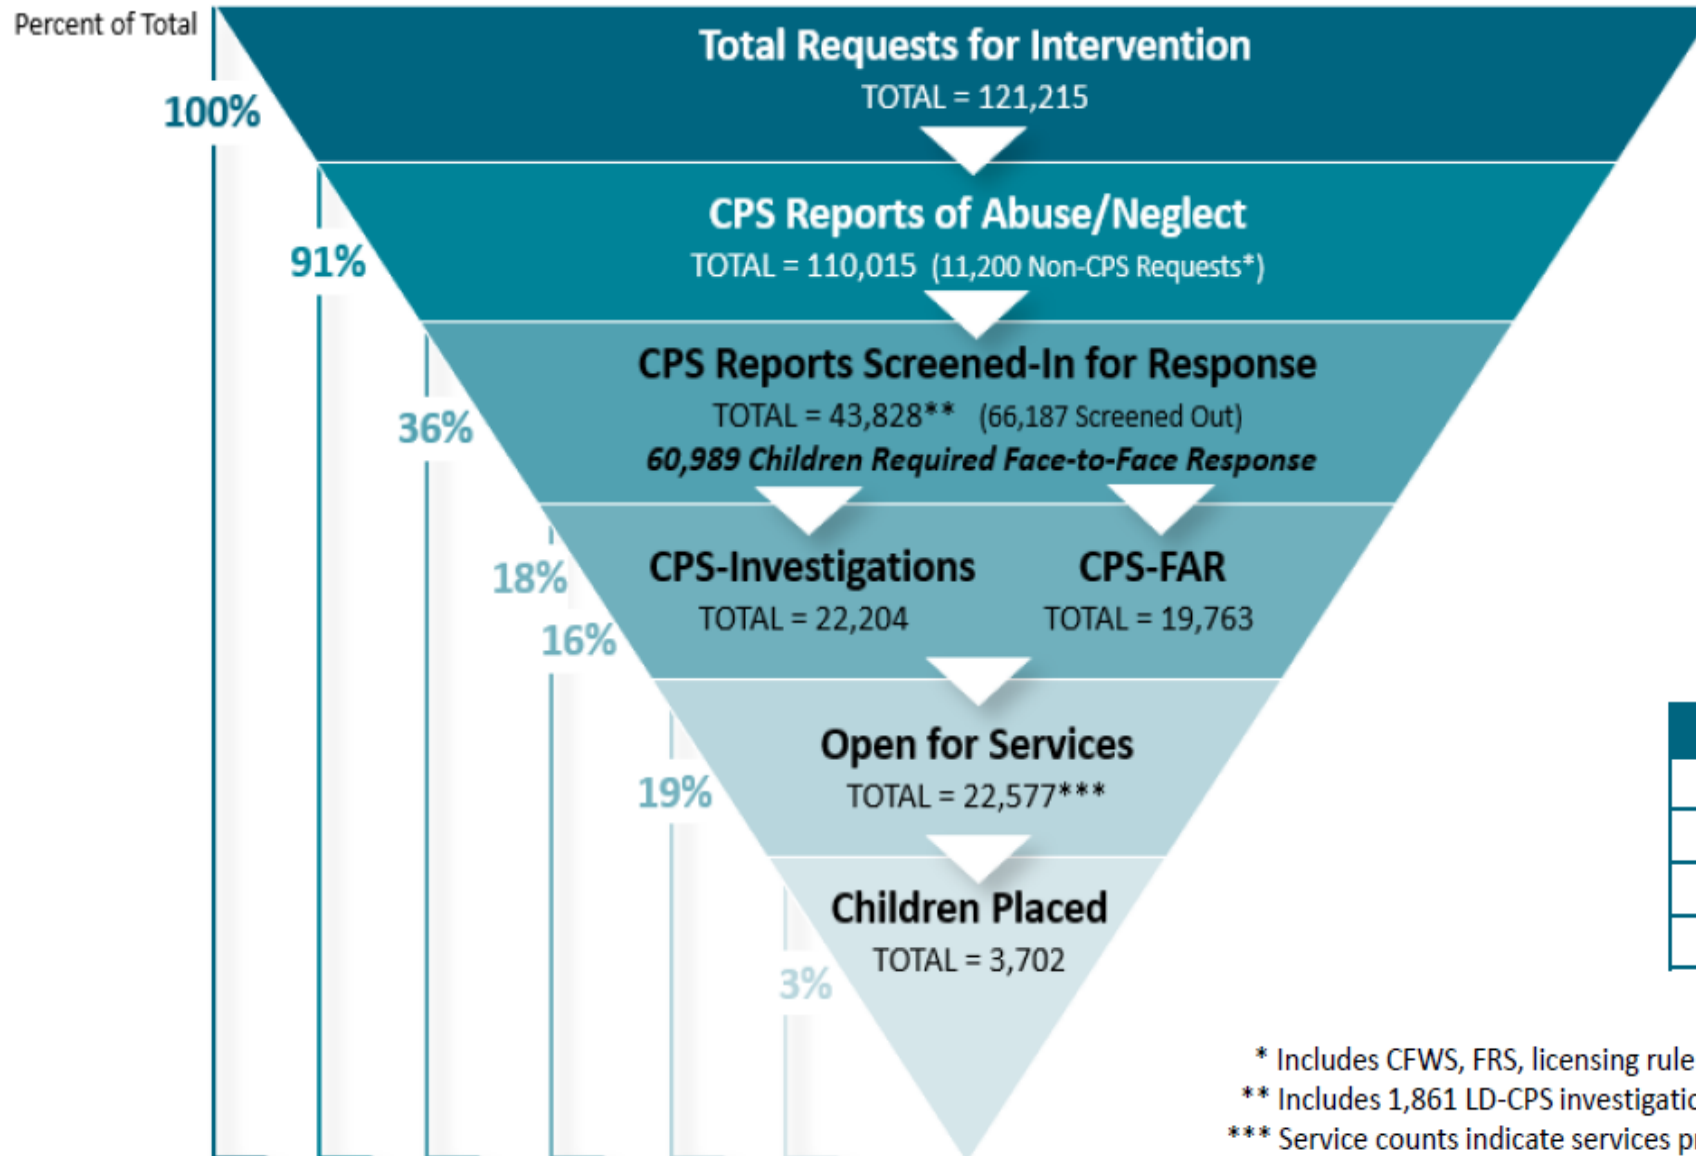 Percent of Total
Total Requests for Intervention
TOTAL = 121,215
100%
CPS Reports of Abuse/Neglect
TOTAL = 110,015 (11,200 Non-CPS Requests*)
91%
CPS Reports Screened-In for Response
TOTAL = 43,828** (66,187 Screened Out)
60,989 Children Required Face-to-Face Response
36%
CPS-Investigations
TOTAL = 22,204
CPS-FAR
TOTAL = 19,763
18%
16%
Open for Services
TOTAL = 22,577***
19%
Children Placed
TOTAL = 3,702
3%
* Includes CFWS, FRS, licensing rule
** Includes 1,861 LD-CPS
*** Service counts indicate services